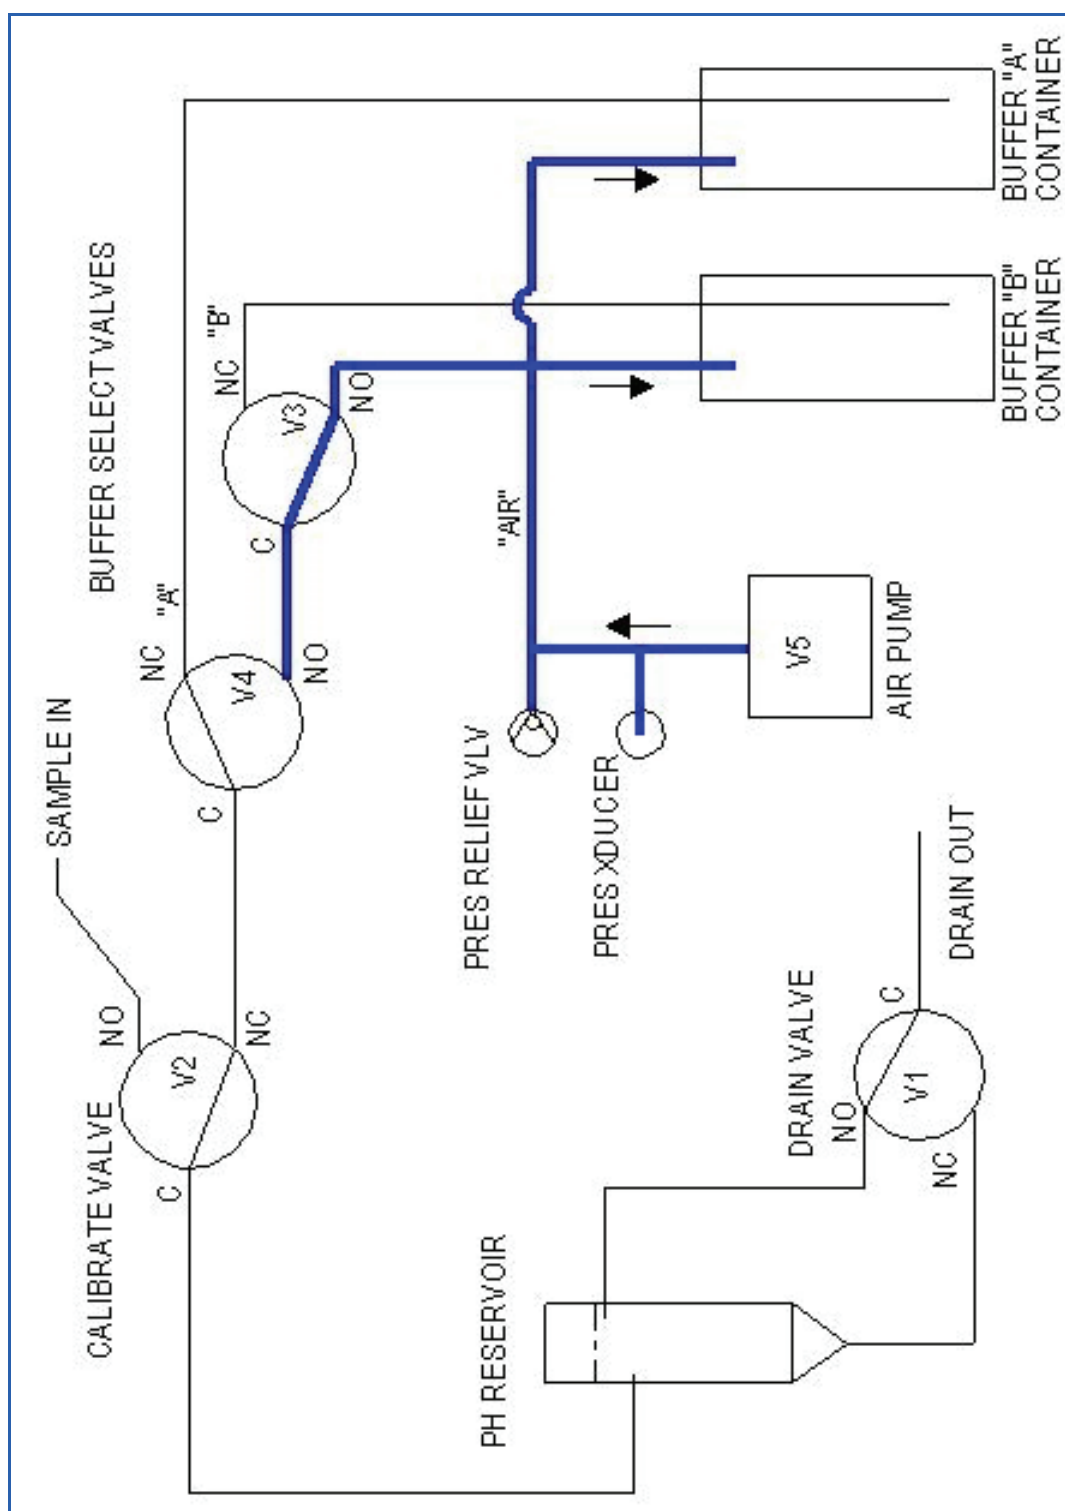 BUFFER SELECT VALVES
SAMPLE IN
CALIBRATE VALVE
NO
V2
C
NC
NC
"A"
V4
C
NO
NC
"B"
V3
C
NO
PRES RELIEF VLV
"AIR"
PRES XDUCER
V5
AIR PUMP
BUFFER "A"
CONTAINER
BUFFER "B"
CONTAINER
PH RESERVOIR
DRAIN VALVE
NO
C
V1
NC
DRAIN OUT